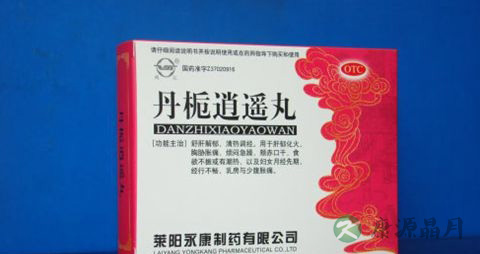 请仔细阅读说明书并按说明使用或在药师指导下购买和使用
国药准字Z37020916
OTC
丹栀逍遥丸
DANZHIXIAOYAOWAN
[功能主治] 舒肝解郁，清热调经。用于肝郁化火，
胸胁胀痛，烦闷急躁，颊赤口干，食
欲不振或有潮热，以及妇女月经先期，
经行不畅，乳房与少腹胀痛。
莱阳永康制药有限公司
LAIYANG YONGKANG PHARMACEUTICAL CO.,LTD
丹栀逍遥丸